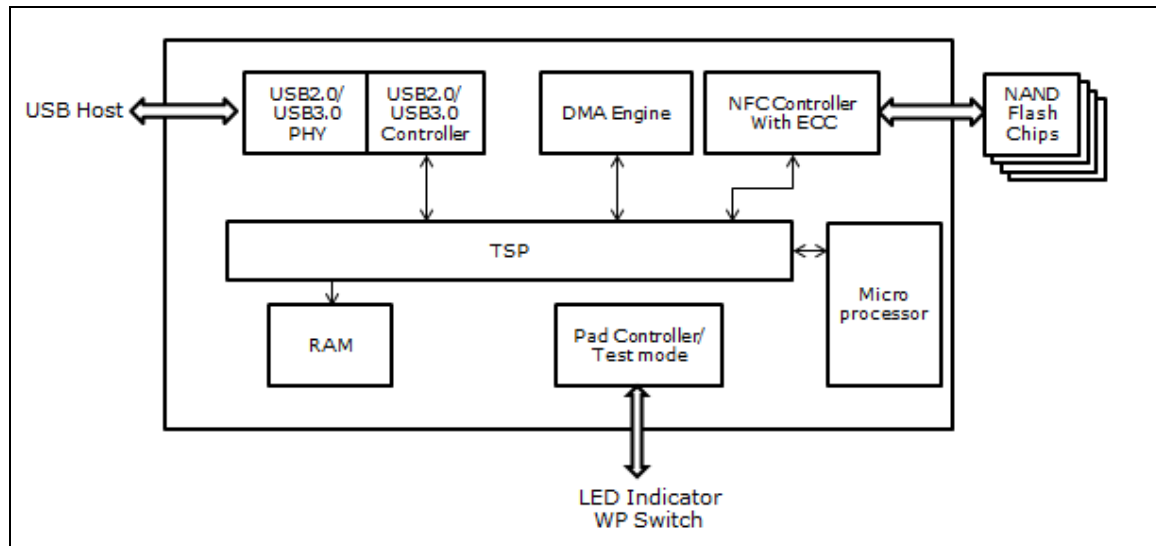 USB Host
USB2.0/
USB3.0
PHY
USB2.0/
USB3.0
Controller
DMA Engine
NFC Controller
With ECC
NAND
Flash
Chips
TSP
Micro
processor
RAM
Pad Controller/
Test mode
LED Indicator
WP Switch